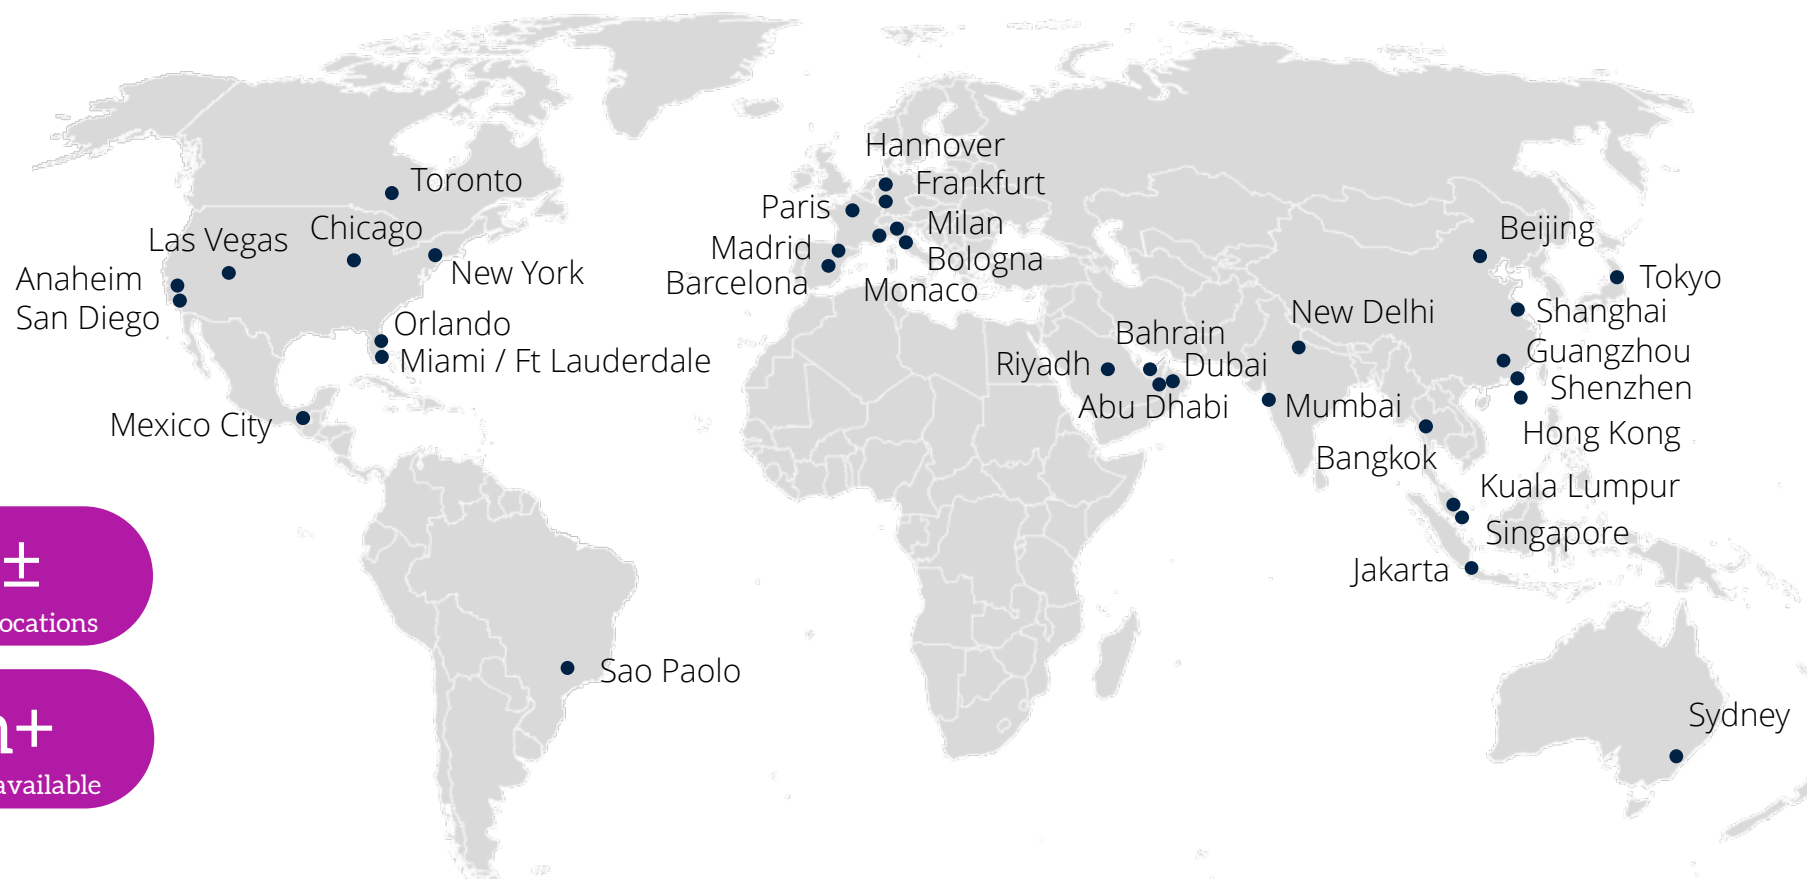 Hannover
Toronto
Frankfurt
Paris
Chicago
Milan
Beijing
Las Vegas
Madrid
Bologna
New York
Anaheim
Tokyo
Barcelona
Monaco
San Diego
Orlando
New Delhi
Shanghai
Bahrain
Miami / Ft Lauderdale
Riyadh
Dubai
Guangzhou
Shenzhen
Abu Dhabi
Mumbai
Mexico City
Hong Kong
Bangkok
Kuala Lumpur
Singapore
±
Jakarta
ocations
Sao Paolo
Sydney
+
available